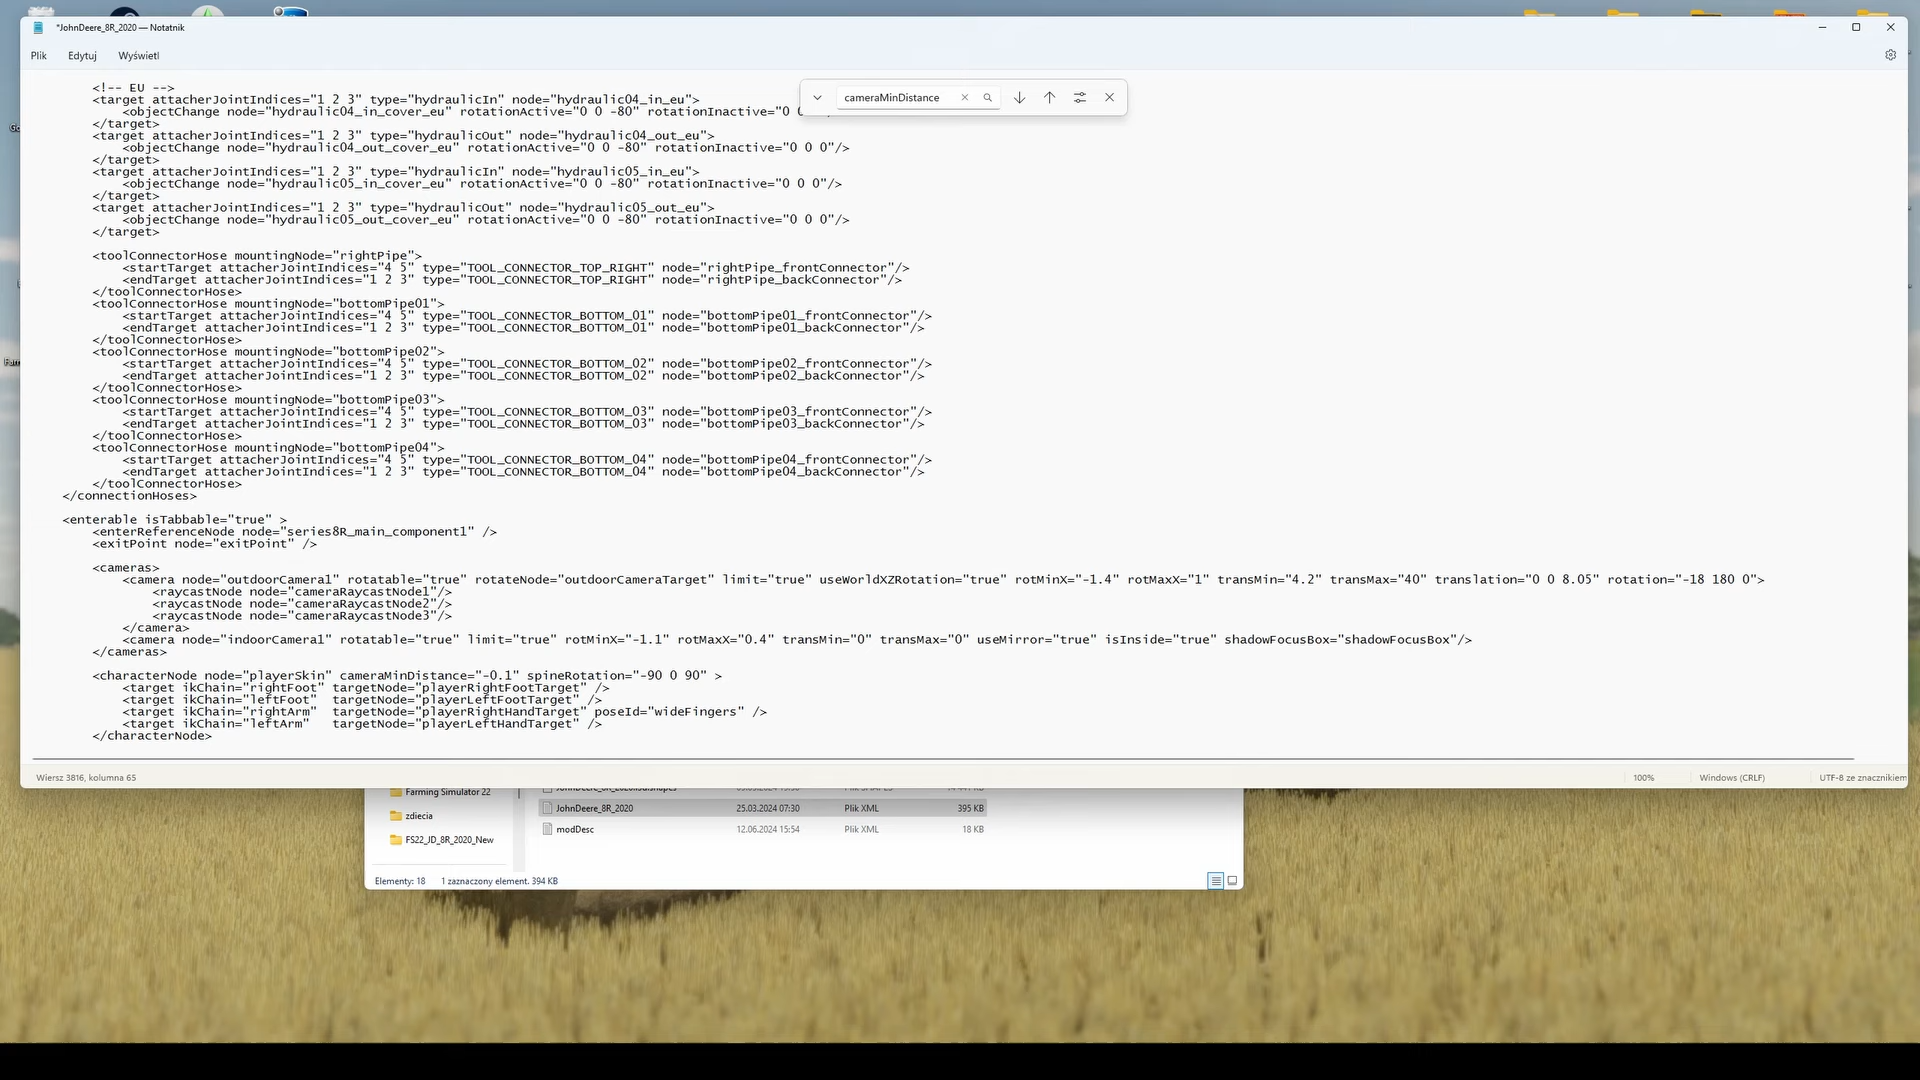 *JohnDeere_8R_2020 — Notatnik
Plik Edytuj Wyświetl
cameraMinDistance
<!-- EU -->
<target attacherJointIndices="1 2 3" type="hydraulicIn" node="hydraulic04_in_eu">
<objectChange node="hydraulic04_in_cover_eu" rotationActive="0 0 -80" rotationInactive="0
</target>
<target attacherJointIndices="1 2 3" type="hydraulicOut" node="hydraulic04_out_eu">
<objectChange node="hydraulic04_out_cover_eu" rotationActive="0 0 -80" rotationInactive="0 0 0"/>
</target>
<target attacherJointIndices="1 2 3" type="hydraulicIn" node="hydraulic05_in_eu">
<objectChange node="hydraulic05_in_cover_eu" rotationActive="0 0 -80" rotationInactive="0 0 0"/>
</target>
<target attacherJointIndices="1 2 3" type="hydraulicOut" node="hydraulic05_out_eu">
<objectChange node="hydraulic05_out_cover_eu" rotationActive="0 0 -80" rotationInactive="0 0 0"/>
</target>
<toolConnectorHose mountingNode="rightPipe">
<startTarget attacherJointIndices="4 5" type="TOOL_CONNECTOR_TOP_RIGHT" node="rightPipe_frontConnector"/>
<endTarget attacherJointIndices="1 2 3" type="TOOL_CONNECTOR_TOP_RIGHT" node="rightPipe_backConnector"/>
</toolConnectorHose>
<toolConnectorHose mountingNode="bottomPipe01">
<startTarget attacherJointIndices="4 5" type="TOOL_CONNECTOR_BOTTOM_01" node="bottomPipe01_frontConnector"/>
<endTarget attacherJointIndices="1 2 3" type="TOOL_CONNECTOR_BOTTOM_01" node="bottomPipe01_backConnector"/>
</toolConnectorHose>
<toolConnectorHose mountingNode="bottomPipe02">
<startTarget attacherJointIndices="4 5" type="TOOL_CONNECTOR_BOTTOM_02" node="bottomPipe02_frontConnector"/>
<endTarget attacherJointIndices="1 2 3" type="TOOL_CONNECTOR_BOTTOM_02" node="bottomPipe02_backConnector"/>
</toolConnectorHose>
<toolConnectorHose mountingNode="bottomPipe03">
<startTarget attacherJointIndices="4 5" type="TOOL_CONNECTOR_BOTTOM_03" node="bottomPipe03_frontConnector"/>
<endTarget attacherJointIndices="1 2 3" type="TOOL_CONNECTOR_BOTTOM_03" node="bottomPipe03_backConnector"/>
</toolConnectorHose>
<toolConnectorHose mountingNode="bottomPipe04">
<startTarget attacherJointIndices="4 5" type="TOOL_CONNECTOR_BOTTOM_04" node="bottomPipe04_frontConnector"/>
<endTarget attacherJointIndices="1 2 3" type="TOOL_CONNECTOR_BOTTOM_04" node="bottomPipe04_backConnector"/>
</toolConnectorHose>
</connectionHoses>
<enterable isTabbable="true" >
<enterReferenceNode node="series8R_main_component1" />
<exitPoint node="exitPoint" />
<cameras>
<camera node="outdoorCamera1" rotatable="true" rotateNode="outdoorCameraTarget" limit="true" useWorldXZRotation="true" rotMinX="-1.4" rotMaxX="1" transMin="4.2" transMax="40" translation="0 0 8.05" rotation="-18 180 0">
<raycastNode node="cameraRaycastNode1"/>
<raycastNode node="cameraRaycastNode2"/>
<raycastNode node="cameraRaycastNode3"/>
</camera>
<camera node="indoorCamera1" rotatable="true" limit="true" rotMinX="-1.1" rotMaxX="0.4" transMin="0" transMax="0" useMirror="true" isInside="true" shadowFocusBox="shadowFocusBox"/>
</cameras>
<characterNode node="playerSkin" cameraMinDistance="-0.1" spineRotation="-90 0 90" >
<target ikChain="rightFoot" targetNode="playerRightFootTarget" />
<target ikChain="leftFoot" targetNode="playerLeftFootTarget" />
<target ikChain="rightArm" targetNode="playerRightHandTarget" poseId="wideFingers" />
<target ikChain="leftArm" targetNode="playerLeftHandTarget" />
</characterNode>
Wiersz 3816, kolumna 65 100% Windows (CRLF) UTF-8 ze znacznikiem
Farming Simulator 22
zdiecia
FS22_JD_8R_2020_New
JohnDeere_8R_2020 25.03.2024 07:30 Plik XML 395 KB
modDesc 12.06.2024 15:54 Plik XML 18 KB
Elementy: 18 1 zaznaczony element. 394 KB